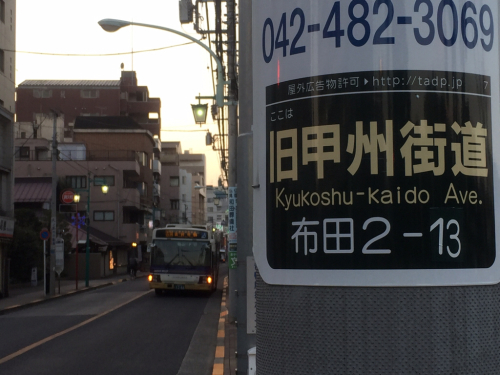 042-482-3069
屋外広告物許可▶http://tadp.jp 7
ここは
旧甲州街道
Kyukoshu-kaido Ave.
布田2-13